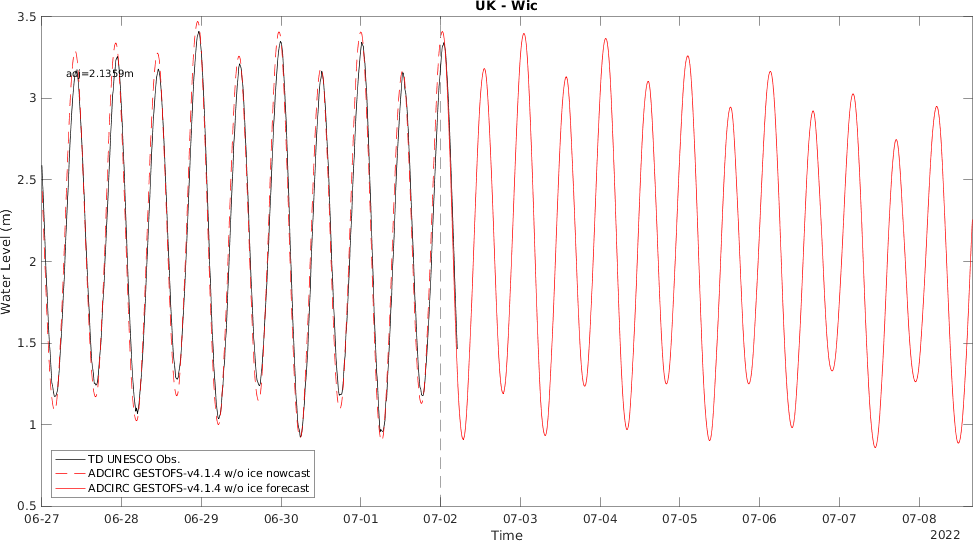 UK - Wic
3.5
3
2.5
2
1.5
1
0.5
Water Level (m)
adj=2.1359m
TD UNESCO Obs.
ADCIRC GESTOFS-v4.1.4 w/o ice nowcast
ADCIRC GESTOFS-v4.1.4 w/o ice forecast
06-27 06-28 06-29 06-30 07-01 07-02 07-03 07-04 07-05 07-06 07-07 07-08
Time
2022